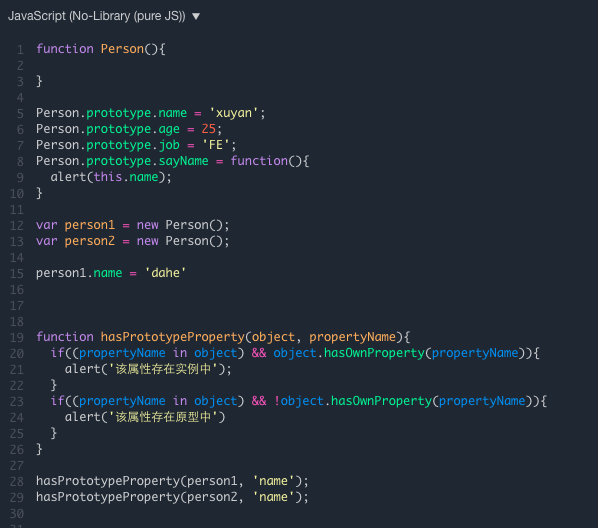 JavaScript (No-Library (pure JS)) ▼
1 function Person(){
2
3 }
4
5 Person.prototype.name = 'xuyan';
6 Person.prototype.age = 25;
7 Person.prototype.job = 'FE';
8 Person.prototype.sayName = function(){
9   alert(this.name);
10 }
11
12 var person1 = new Person();
13 var person2 = new Person();
14
15 person1.name = 'dahe'
16
17
18
19 function hasPrototypeProperty(object, propertyName){
20   if((propertyName in object) && object.hasOwnProperty(propertyName)){
21     alert('该属性存在实例中');
22   }
23   if((propertyName in object) && !object.hasOwnProperty(propertyName)){
24     alert('该属性存在原型中')
25   }
26 }
27
28 hasPrototypeProperty(person1, 'name');
29 hasPrototypeProperty(person2, 'name');
30